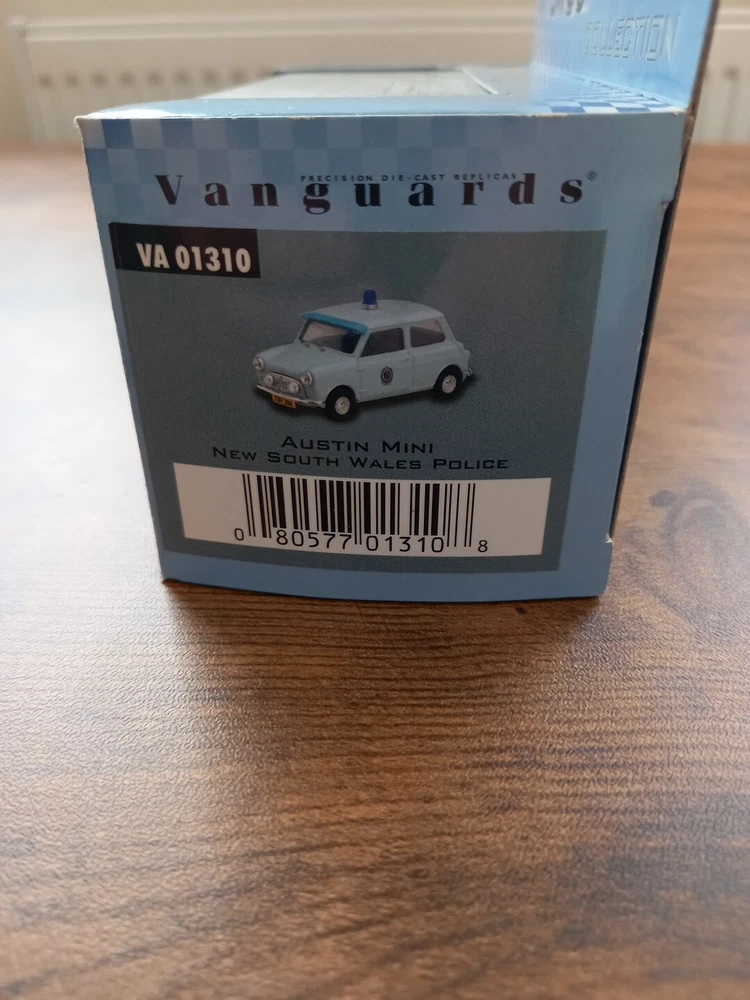 COLLECTION
PRECISION DIE-CAST REPLICAS
Vanguards®
VA 01310
AUSTIN MINI
NEW SOUTH WALES POLICE
0 80577 01310 8